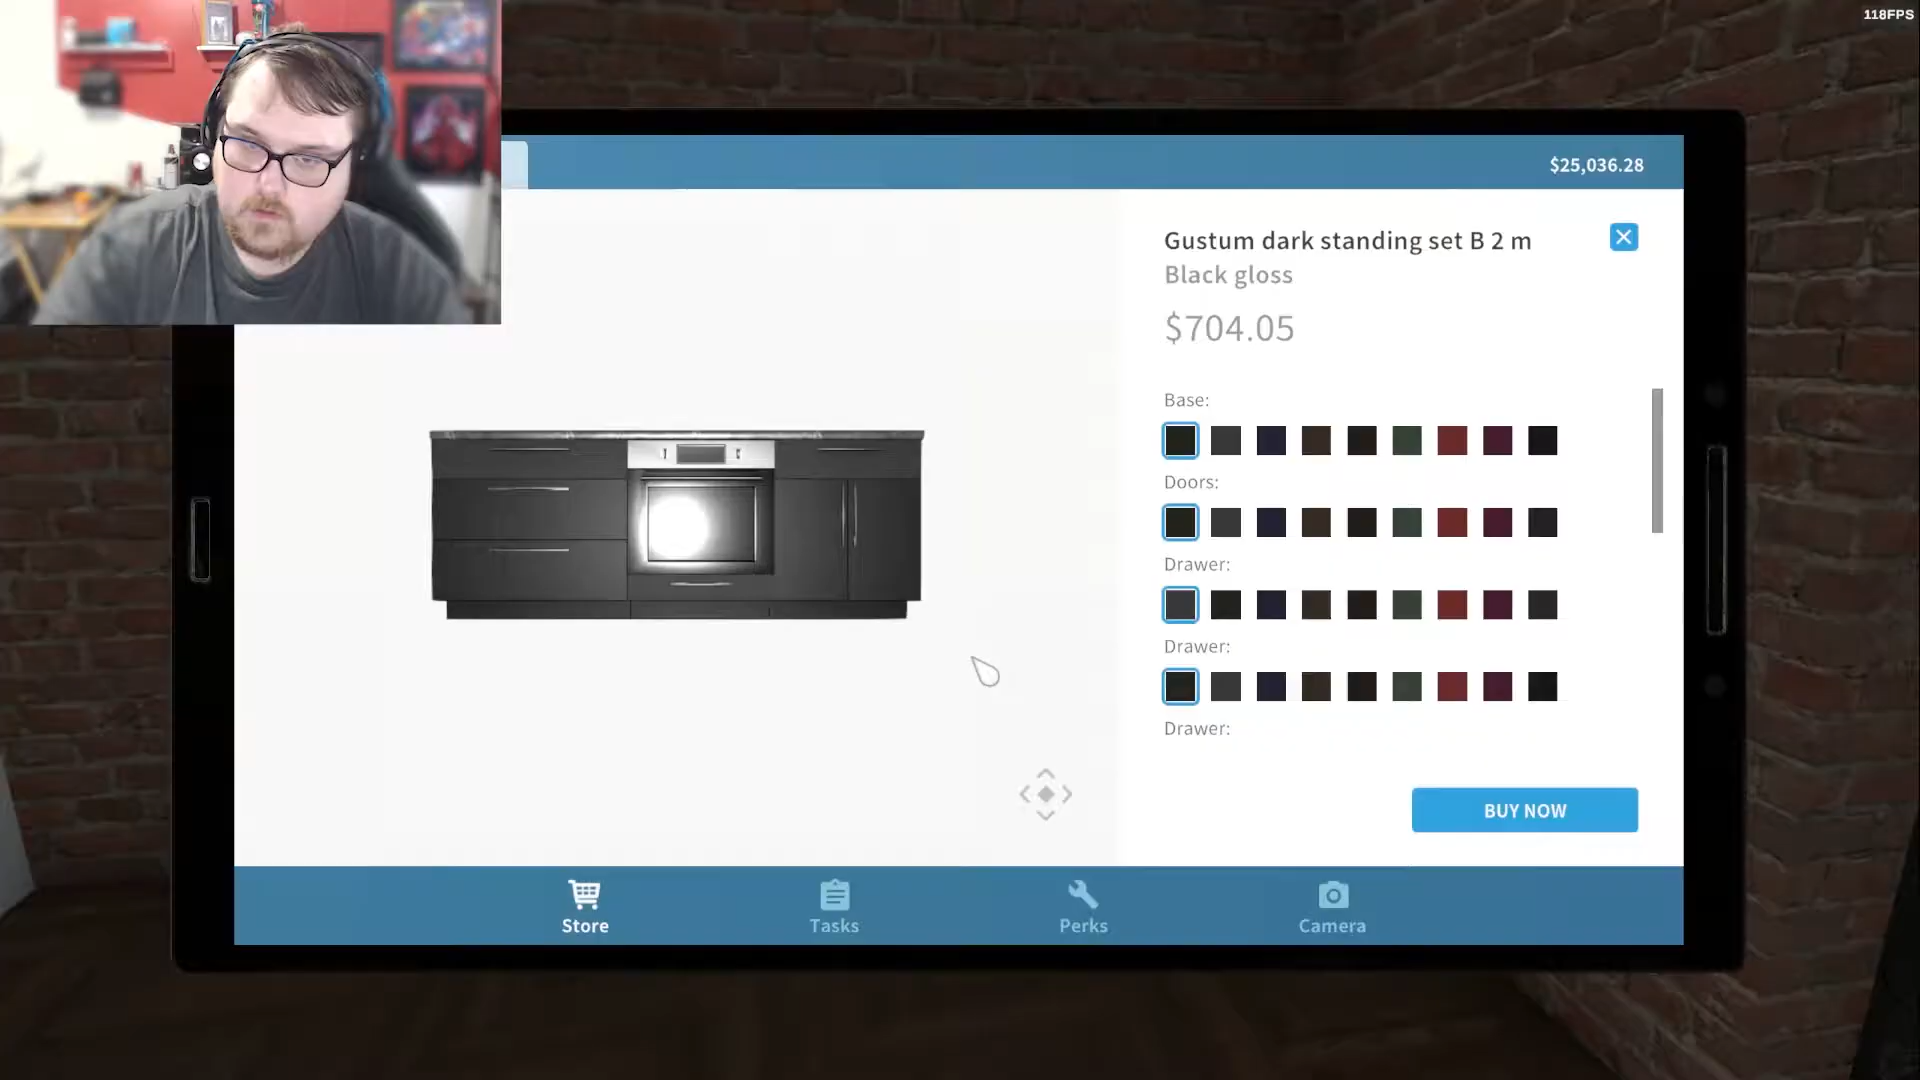 118FPS
$25,036.28
Gustum dark standing set B 2 m
Black gloss
$704.05
Base:
Doors:
Drawer:
Drawer:
Drawer:
BUY NOW
Store
Tasks
Perks
Camera